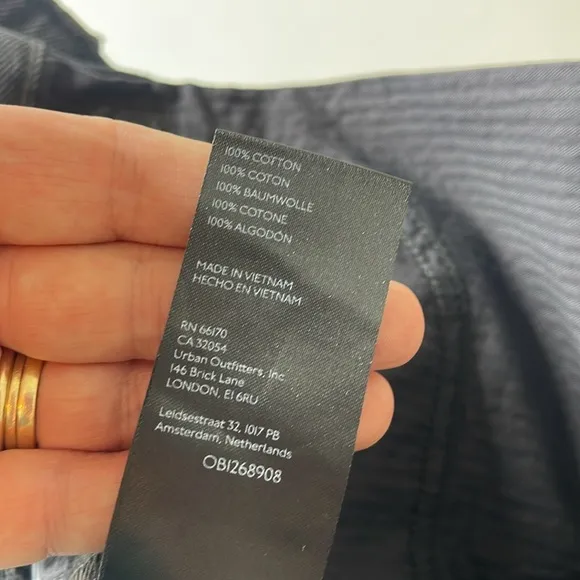 100% COTTON
100% COTON
100% BAUMWOLLE
100% COTONE
100% ALGODÓN
MADE IN VIETNAM
HECHO EN VIETNAM
RN 66170
CA 32054
Urban Outfitters, Inc
146 Brick Lane
LONDON, E1 6RU
Leidsestraat 32, 1017 PB
Amsterdam, Netherlands
OB1268908